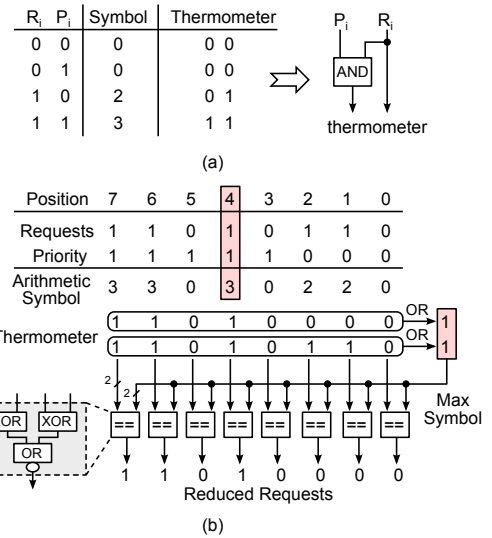 R_i P_i Symbol Thermometer
0 0 0 0 0
0 1 0 0 0
1 0 2 0 1
1 1 3 1 1
P_i R_i
AND
thermometer
(a)
Position 7 6 5 4 3 2 1 0
Requests 1 1 0 1 0 1 1 0
Priority 1 1 1 1 1 0 0 0
Arithmetic
Symbol 3 3 0 3 0 2 2 0
Thermometer
1 1 0 1 0 0 0 0 OR 1
1 1 0 1 0 1 1 0 OR 1
2 2
Max
Symbol
XOR
OR
== == == == == == == ==
1 1 0 1 0 0 0 0
Reduced Requests
(b)